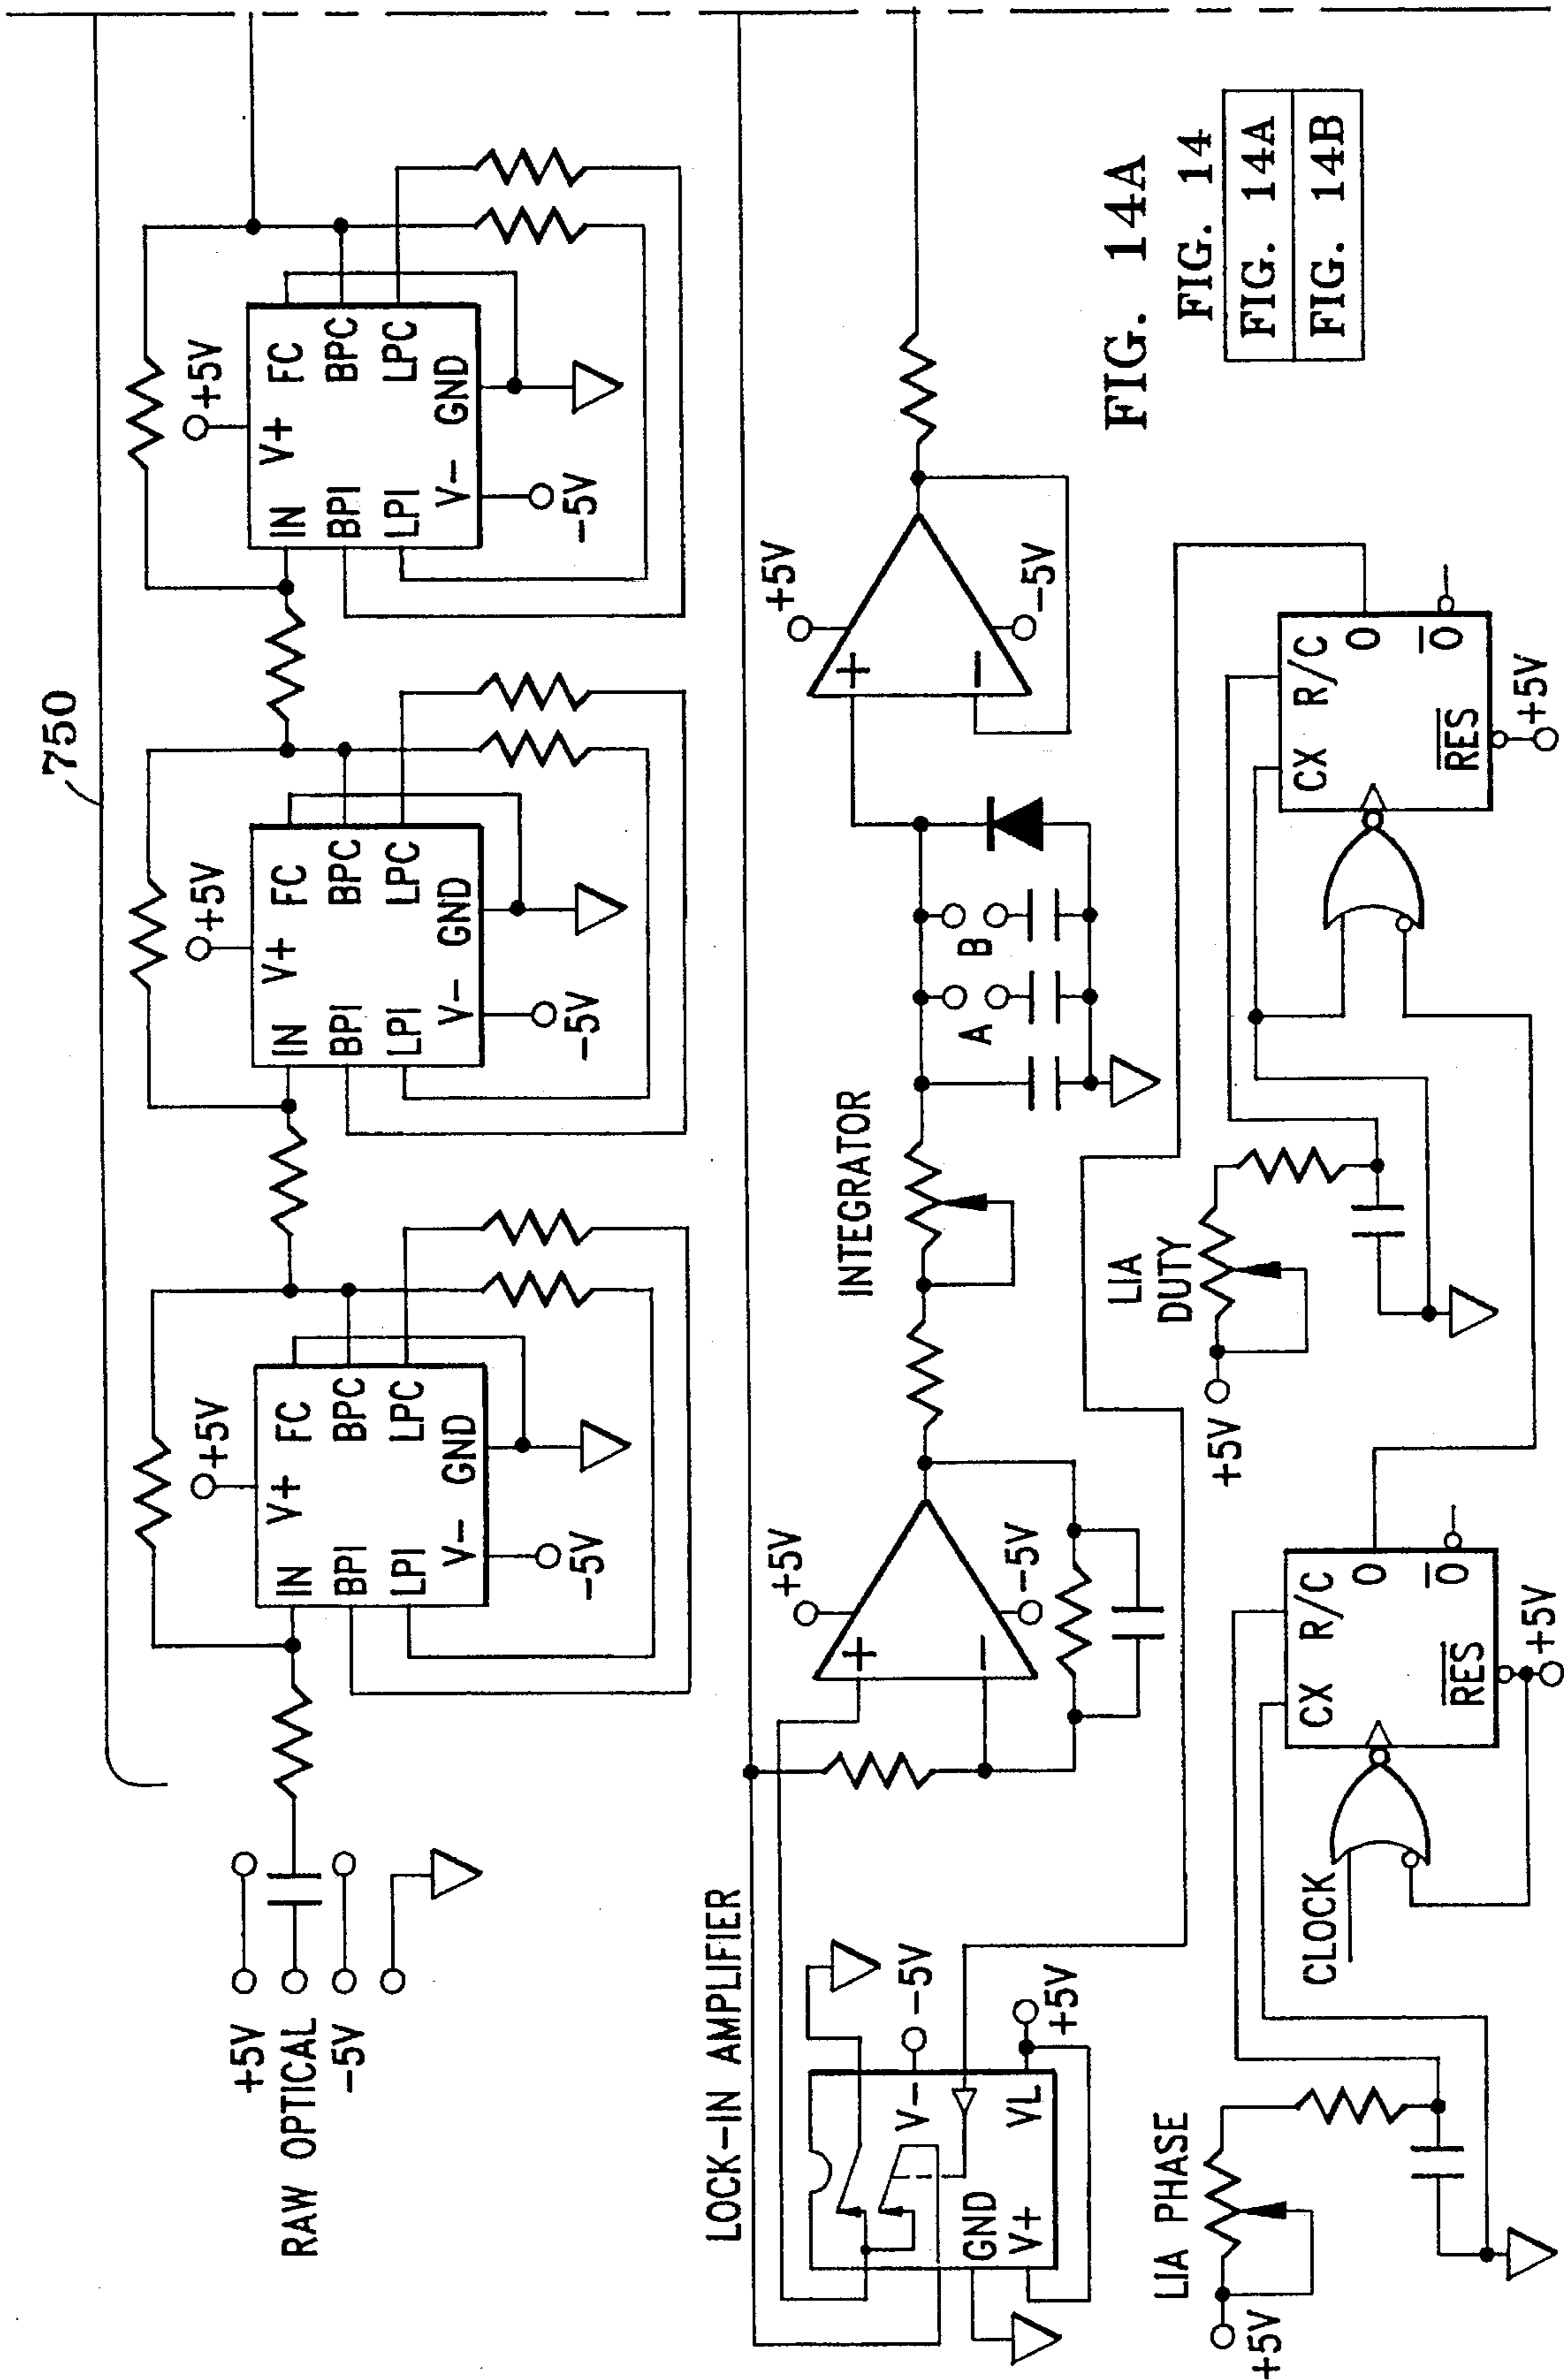 750
+5V
RAW OPTICAL
-5V
IN
V+
+5V
FC
BPI
BPC
LPI
LPC
V-
GND
-5V
IN
V+
+5V
FC
BPI
BPC
LPI
LPC
V-
GND
-5V
IN
V+
+5V
FC
BPI
BPC
LPI
LPC
V-
GND
-5V
LOCK-IN AMPLIFIER
V-
-5V
GND
V+
VL
+5V
+
+5V
-
-5V
INTEGRATOR
A
B
+
+5V
-
-5V
LIA PHASE
+5V
CLOCK
CX
R/C
O
RES
O
+5V
LIA
DUTY
+5V
CX
R/C
O
RES
O
+5V
FIG. 14A
FIG. 14
FIG. 14A
FIG. 14B